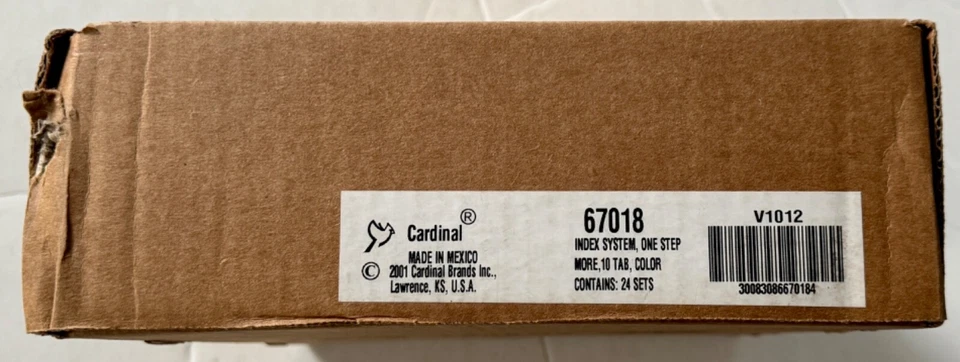 Cardinal®
MADE IN MEXICO
© 2001 Cardinal Brands Inc.,
Lawrence, KS, U.S.A.
67018
INDEX SYSTEM, ONE STEP
MORE,10 TAB, COLOR
CONTAINS: 24 SETS
V1012
30083086670184